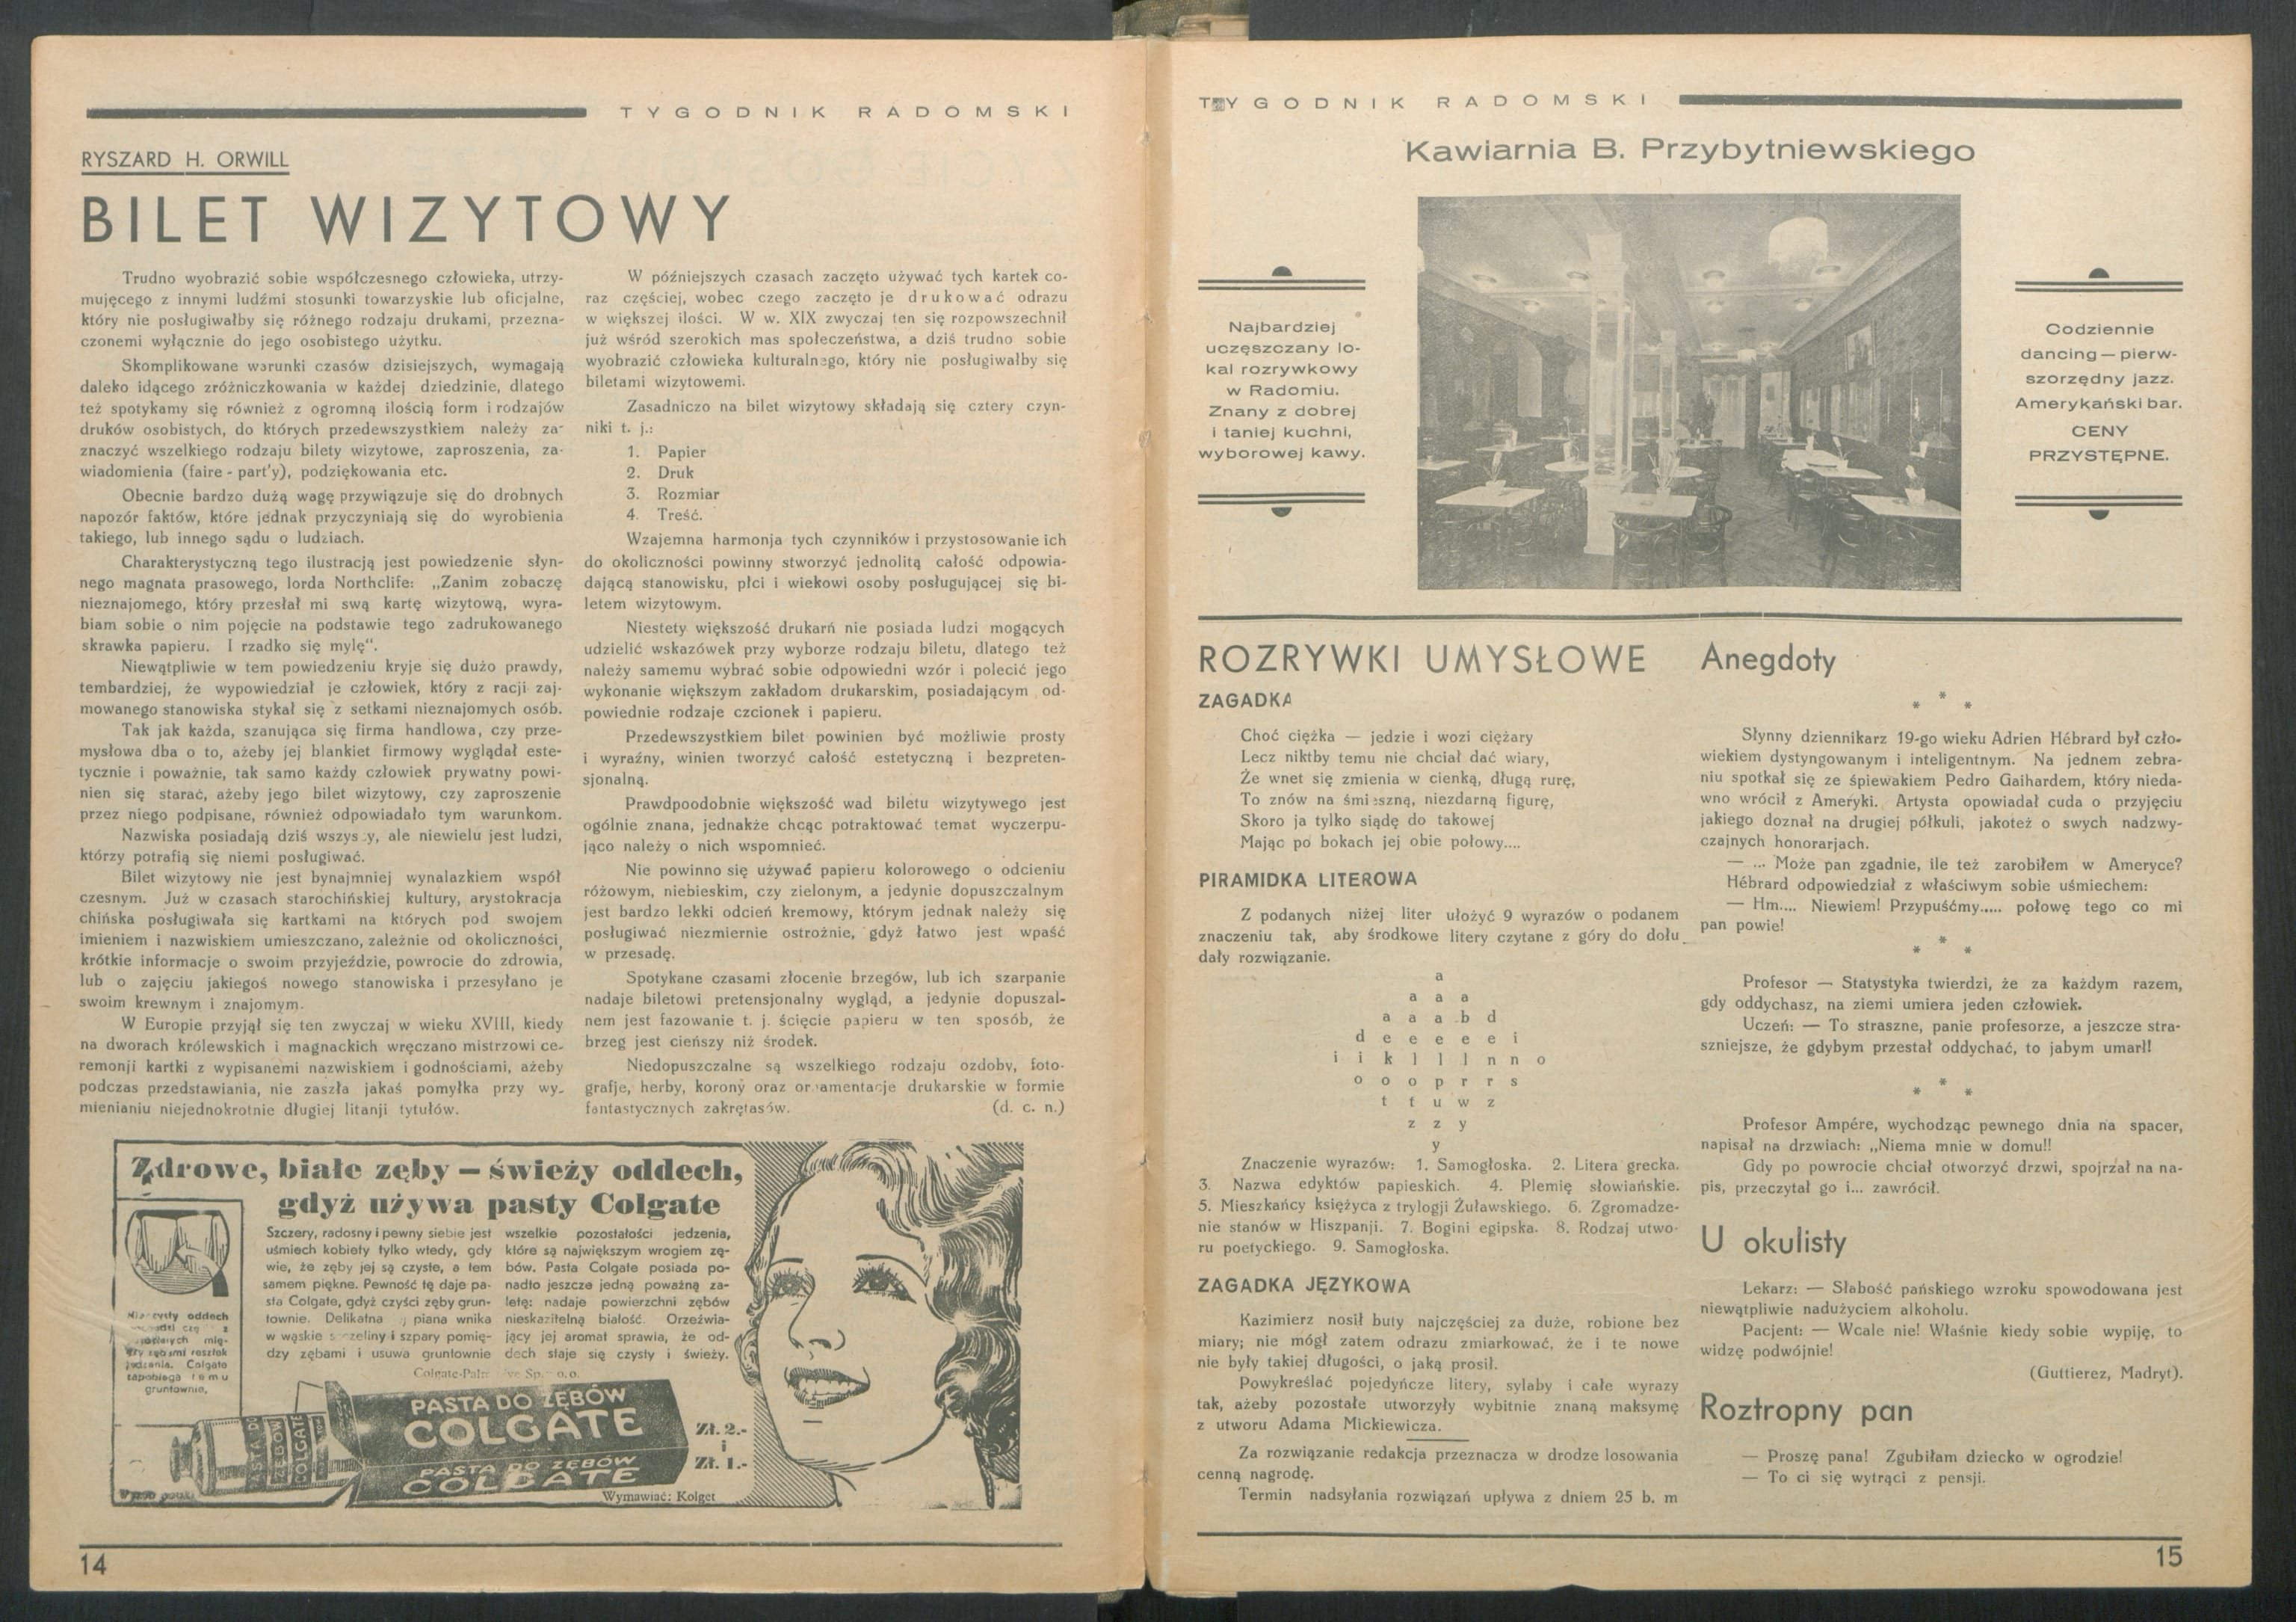 TYGODNIK RADOMSKI
RYSZARD H. ORWILL
BILET WIZYTOWY
Trudno wyobrazić sobie współczesnego człowieka, utrzy-
mującego z innymi ludźmi stosunki towarzyskie lub oficjalne,
który nie posługiwałby się różnego rodzaju drukami, przezna-
czonemi wyłącznie do jego osobistego użytku.
Skomplikowane warunki czasów dzisiejszych, wymagają
daleko idącego zróżniczkowania w każdej dziedzinie, dlatego
też spotykamy się również z ogromną ilością form i rodzajów
druków osobistych, do których przedewszystkiem należy za-
znaczyć wszelkiego rodzaju bilety wizytowe, zaproszenia, za-
wiadomienia (faire - part'y), podziękowania etc.
Obecnie bardzo dużą wagę przywiązuje się do drobnych
napozór faktów, które jednak przyczyniają się do wyrobienia
takiego, lub innego sądu o ludziach.
Charakterystyczną tego ilustracją jest powiedzenie słyn-
nego magnata prasowego, lorda Northclife: „Zanim zobaczę
nieznajomego, który przesłał mi swą kartę wizytową, wyra-
biam sobie o nim pojęcie na podstawie tego zadrukowanego
skrawka papieru. I rzadko się mylę“.
Niewątpliwie w tem powiedzeniu kryje się dużo prawdy,
tembardziej, że wypowiedział je człowiek, który z racji zaj-
mowanego stanowiska stykał się z setkami nieznajomych osób.
Tak jak każda, szanująca się firma handlowa, czy prze-
mysłowa dba o to, ażeby jej blankiet firmowy wyglądał este-
tycznie i poważnie, tak samo każdy człowiek prywatny powi-
nien się starać, ażeby jego bilet wizytowy, czy zaproszenie
przez niego podpisane, również odpowiadało tym warunkom.
Nazwiska posiadają dziś wszys y, ale niewielu jest ludzi,
którzy potrafią się niemi posługiwać.
Bilet wizytowy nie jest bynajmniej wynalazkiem współ
czesnym. Już w czasach starochińskiej kultury, arystokracja
chińska posługiwała się kartkami na których pod swojem
imieniem i nazwiskiem umieszczano, zależnie od okoliczności,
krótkie informacje o swoim przyjeździe, powrocie do zdrowia,
lub o zajęciu jakiegoś nowego stanowiska i przesyłano je
swoim krewnym i znajomym.
W Europie przyjął się ten zwyczaj w wieku XVIII, kiedy
na dworach królewskich i magnackich wręczano mistrzowi ce-
remonji kartki z wypisanemi nazwiskiem i godnościami, ażeby
podczas przedstawiania, nie zaszła jakaś pomyłka przy wy-
mienianiu niejednokrotnie długiej litanji tytułów.
W późniejszych czasach zaczęto używać tych kartek co-
raz częściej, wobec czego zaczęto je drukować odrazu
w większej ilości. W w. XIX zwyczaj ten się rozpowszechnił
już wśród szerokich mas społeczeństwa, a dziś trudno sobie
wyobrazić człowieka kulturalnego, który nie posługiwałby się
biletami wizytowemi.
Zasadniczo na bilet wizytowy składają się cztery czyn-
niki t. j.:
1. Papier
2. Druk
3. Rozmiar
4. Treść.
Wzajemna harmonja tych czynników i przystosowanie ich
do okoliczności powinny stworzyć jednolitą całość odpowia-
dającą stanowisku, płci i wiekowi osoby posługującej się bi-
letem wizytowym.
Niestety większość drukarń nie posiada ludzi mogących
udzielić wskazówek przy wyborze rodzaju biletu, dlatego też
należy samemu wybrać sobie odpowiedni wzór i polecić jego
wykonanie większym zakładom drukarskim, posiadającym od-
powiednie rodzaje czcionek i papieru.
Przedewszystkiem bilet powinien być możliwie prosty
i wyraźny, winien tworzyć całość estetyczną i bezpreten-
sjonalną.
Prawdpoodobnie większość wad biletu wizytywego jest
ogólnie znana, jednakże chcąc potraktować temat wyczerpu-
jąco należy o nich wspomnieć.
Nie powinno się używać papieru kolorowego o odcieniu
różowym, niebieskim, czy zielonym, a jedynie dopuszczalnym
jest bardzo lekki odcień kremowy, którym jednak należy się
posługiwać niezmiernie ostrożnie, gdyż łatwo jest wpaść
w przesadę.
Spotykane czasami złocenie brzegów, lub ich szarpanie
nadaje biletowi pretensjonalny wygląd, a jedynie dopuszal-
nem jest fazowanie t. j. ścięcie papieru w ten sposób, że
brzeg jest cieńszy niż środek.
Niedopuszczalne są wszelkiego rodzaju ozdoby, foto-
grafje, herby, korony oraz or amentacje drukarskie w formie
fantastycznych zakrętasów. (d. c. n.)
Zdrowe, białe zęby — świeży oddech,
gdyż używa pasty Colgate
Szczery, radosny i pewny siebie jest
uśmiech kobiety tylko wtedy, gdy
wie, że zęby jej są czyste, a tem
samem piękne. Pewność tę daje pa-
sta Colgate, gdyż czyści zęby grun-
townie. Delikatna piana wnika
w wąskie szczeliny i szpary pomię-
dzy zębami i usuwa gruntownie
wszelkie pozostałości jedzenia,
które są największym wrogiem zę-
bów. Pasta Colgate posiada po-
nadto jeszcze jedną poważną za-
letę: nadaje powierzchni zębów
nieskazitelną białość. Orzeźwia-
jący jej aromat sprawia, że od-
dech staje się czysty i świeży.
oddech
mię-
resztek
jedzenia. Colgate
zapobiega temu
gruntownie.
Sp. o.o.
PASTA DO ZĘBÓW
COLGATE
PASTA DO ZĘBÓW
COLGATE
PASTA DO
ZĘBÓW
COLGATE
Zł. 2.-
i
Zł. 1.-
Wymawiać: Kolget
14
TYGODNIK RADOMSKI
Kawiarnia B. Przybytniewskiego
Najbardziej
uczęszczany lo-
kal rozrywkowy
w Radomiu.
Znany z dobrej
i taniej kuchni,
wyborowej kawy.
Codziennie
dancing — pierw-
szorzędny jazz.
Amerykański bar.
CENY
PRZYSTĘPNE.
ROZRYWKI UMYSŁOWE
ZAGADKA
Choć ciężka — jedzie i wozi ciężary
Lecz niktby temu nie chciał dać wiary,
Że wnet się zmienia w cienką, długą rurę,
To znów na śmieszną, niezdarną figurę,
Skoro ja tylko siądę do takowej
Mając po bokach jej obie połowy....
PIRAMIDKA LITEROWA
Z podanych niżej liter ułożyć 9 wyrazów o podanem
znaczeniu tak, aby środkowe litery czytane z góry do dołu
dały rozwiązanie.
a
a a a
a a a b d
d e e e e e i
i i k l l l n n o
o o o p r r s
t t u w z
z z y
y
Znaczenie wyrazów: 1. Samogłoska. 2. Litera grecka.
3. Nazwa edyktów papieskich. 4. Plemię słowiańskie.
5. Mieszkańcy księżyca z trylogji Żuławskiego. 6. Zgromadze-
nie stanów w Hiszpanji. 7. Bogini egipska. 8. Rodzaj utwo-
ru poetyckiego. 9. Samogłoska.
ZAGADKA JĘZYKOWA
Kazimierz nosił buty najczęściej za duże, robione bez
miary; nie mógł zatem odrazu zmiarkować, że i te nowe
nie były takiej długości, o jaką prosił.
Powykreślać pojedyńcze litery, sylaby i całe wyrazy
tak, ażeby pozostałe utworzyły wybitnie znaną maksymę
z utworu Adama Mickiewicza.
Za rozwiązanie redakcja przeznacza w drodze losowania
cenną nagrodę.
Termin nadsyłania rozwiązań upływa z dniem 25 b. m
Anegdoty
* * *
Słynny dziennikarz 19-go wieku Adrien Hébrard był czło-
wiekiem dystyngowanym i inteligentnym. Na jednem zebra-
niu spotkał się ze śpiewakiem Pedro Gaihardem, który nieda-
wno wrócił z Ameryki. Artysta opowiadał cuda o przyjęciu
jakiego doznał na drugiej półkuli, jakoteż o swych nadzwy-
czajnych honorarjach.
— ... Może pan zgadnie, ile też zarobiłem w Ameryce?
Hébrard odpowiedział z właściwym sobie uśmiechem:
— Hm.... Niewiem! Przypuśćmy..... połowę tego co mi
pan powie!
* * *
Profesor — Statystyka twierdzi, że za każdym razem,
gdy oddychasz, na ziemi umiera jeden człowiek.
Uczeń: — To straszne, panie profesorze, a jeszcze stra-
szniejsze, że gdybym przestał oddychać, to jabym umarł!
* * *
Profesor Ampére, wychodząc pewnego dnia na spacer,
napisał na drzwiach: „Niema mnie w domu!!
Gdy po powrocie chciał otworzyć drzwi, spojrzał na na-
pis, przeczytał go i... zawrócił.
U okulisty
Lekarz: — Słabość pańskiego wzroku spowodowana jest
niewątpliwie nadużyciem alkoholu.
Pacjent: — Wcale nie! Właśnie kiedy sobie wypiję, to
widzę podwójnie!
(Guttierez, Madryt).
Roztropny pan
— Proszę pana! Zgubiłam dziecko w ogrodzie!
— To ci się wytrąci z pensji.
15